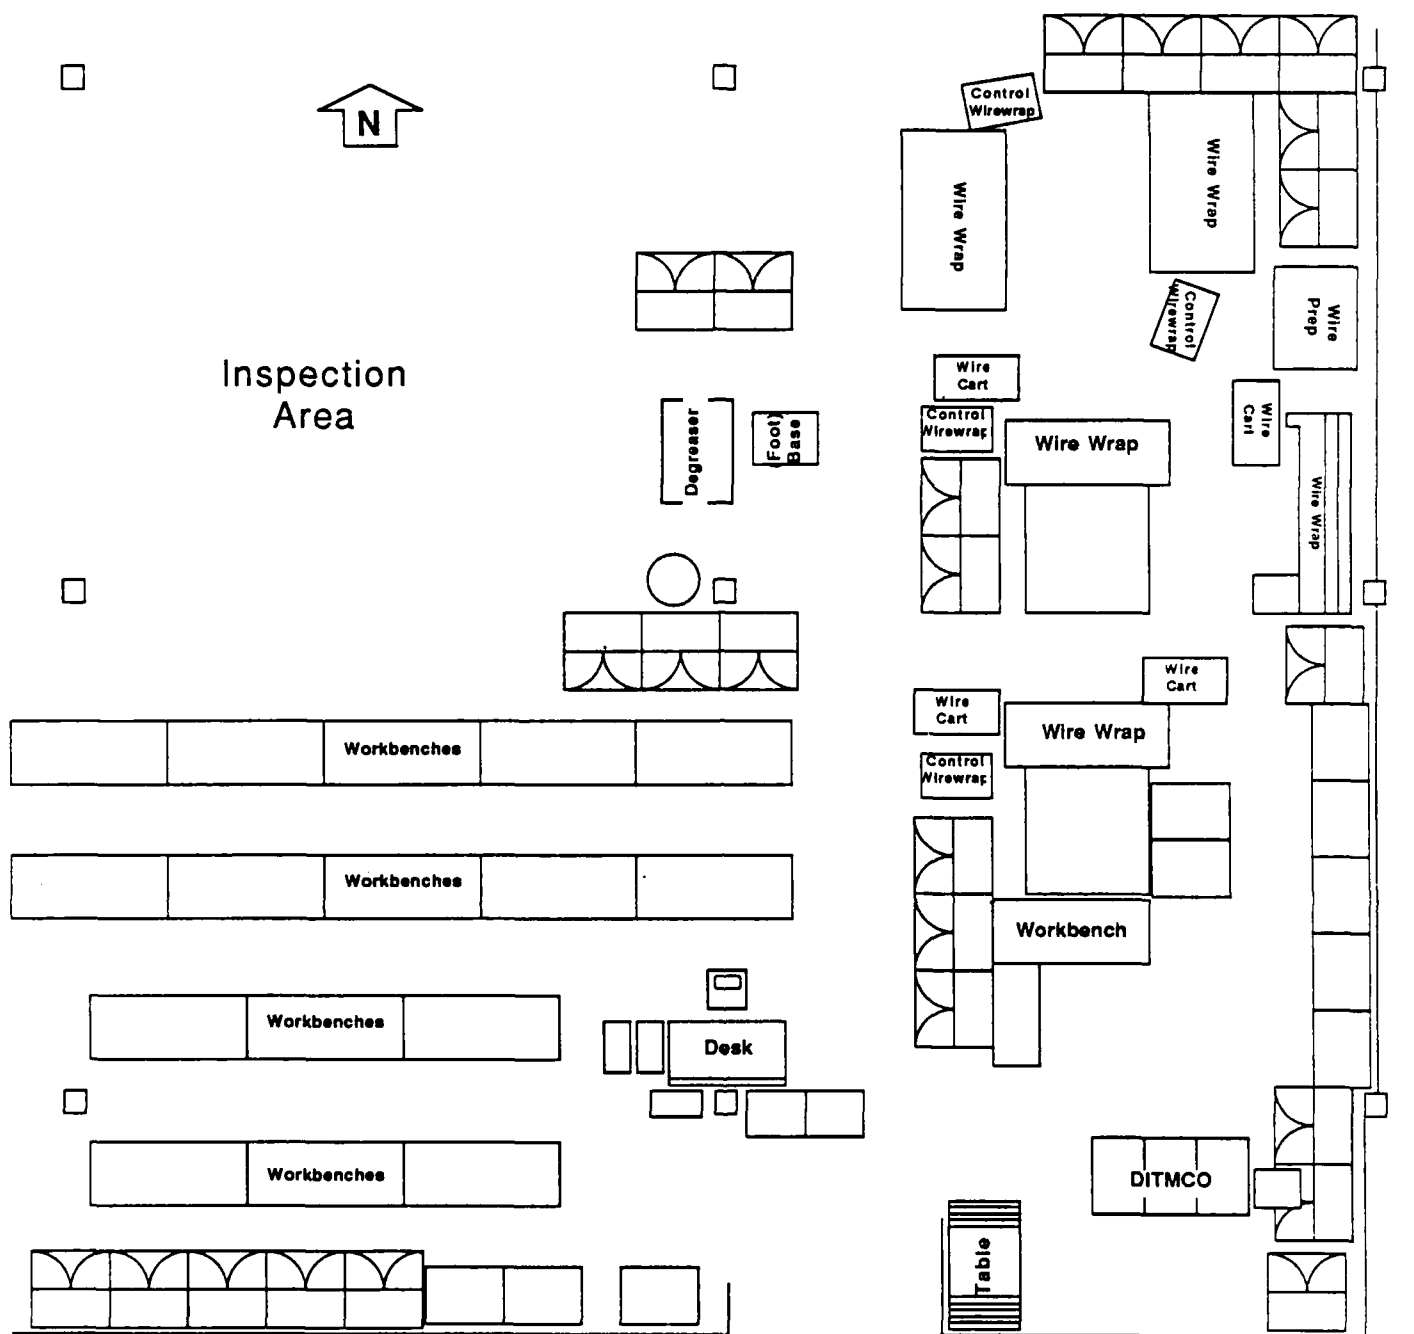 Control
Wirewrap
N
Wire Wrap
Wire Wrap
Control
Wirewrap
Wire
Prep
Inspection
Area
Wire
Cart
Control
Wirewrap
Wire Wrap
Wire
Cart
Degreaser
(Foot)
Base
Wire Wrap
Wire
Cart
Wire
Cart
Wire Wrap
Workbenches
Control
Wirewrap
Workbenches
Workbench
Workbenches
Desk
Workbenches
DITMCO
Table